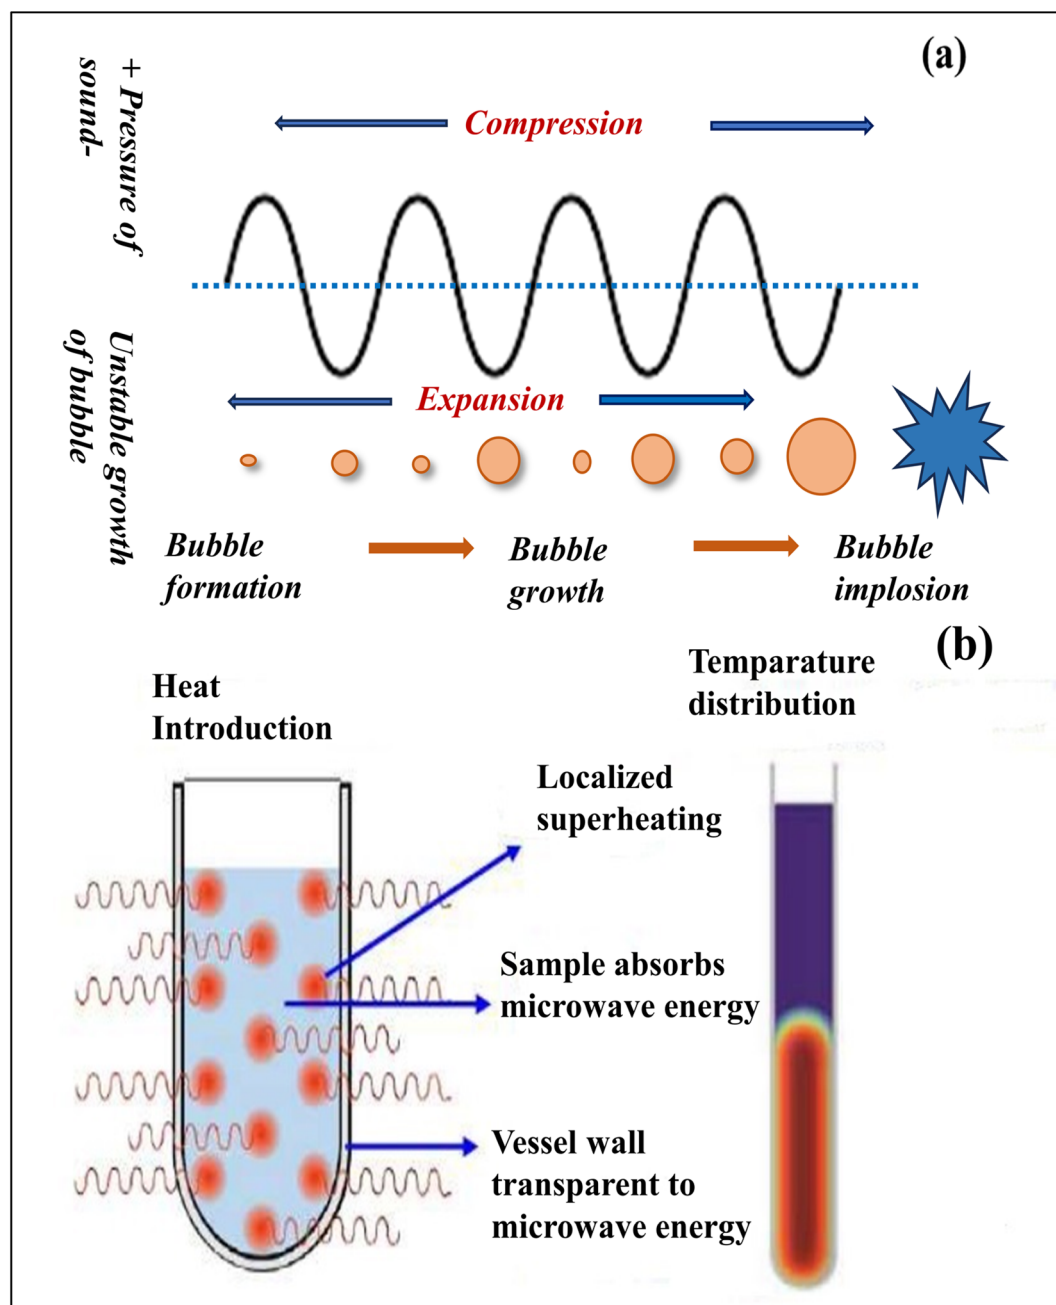 (a)
+ Pressure of
sound-
Compression
Unstable growth
of bubble
Expansion
Bubble
formation
Bubble
growth
Bubble
implosion
(b)
Heat
Introduction
Temparature
distribution
Localized
superheating
Sample absorbs
microwave energy
Vessel wall
transparent to
microwave energy